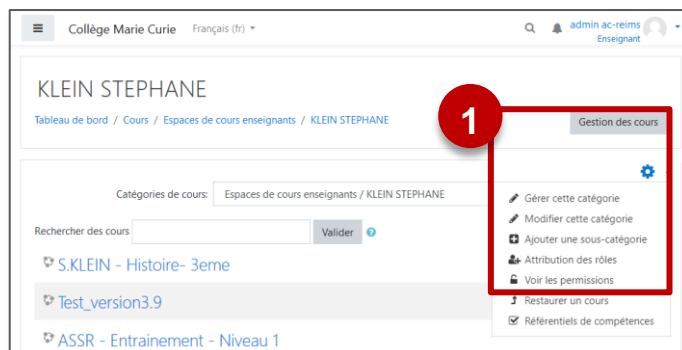 Collège Marie Curie Français (fr) admin ac-reims
Enseignant
KLEIN STEPHANE
Tableau de bord / Cours / Espaces de cours enseignants / KLEIN STEPHANE
1
Gestion des cours
Catégories de cours: Espaces de cours enseignants / KLEIN STEPHANE
Gérer cette catégorie
Modifier cette catégorie
Ajouter une sous-catégorie
Attribution des rôles
Voir les permissions
Restaurer un cours
Référentiels de compétences
Rechercher des cours Valider
S.KLEIN - Histoire- 3eme
Test_version3.9
ASSR - Entrainement - Niveau 1